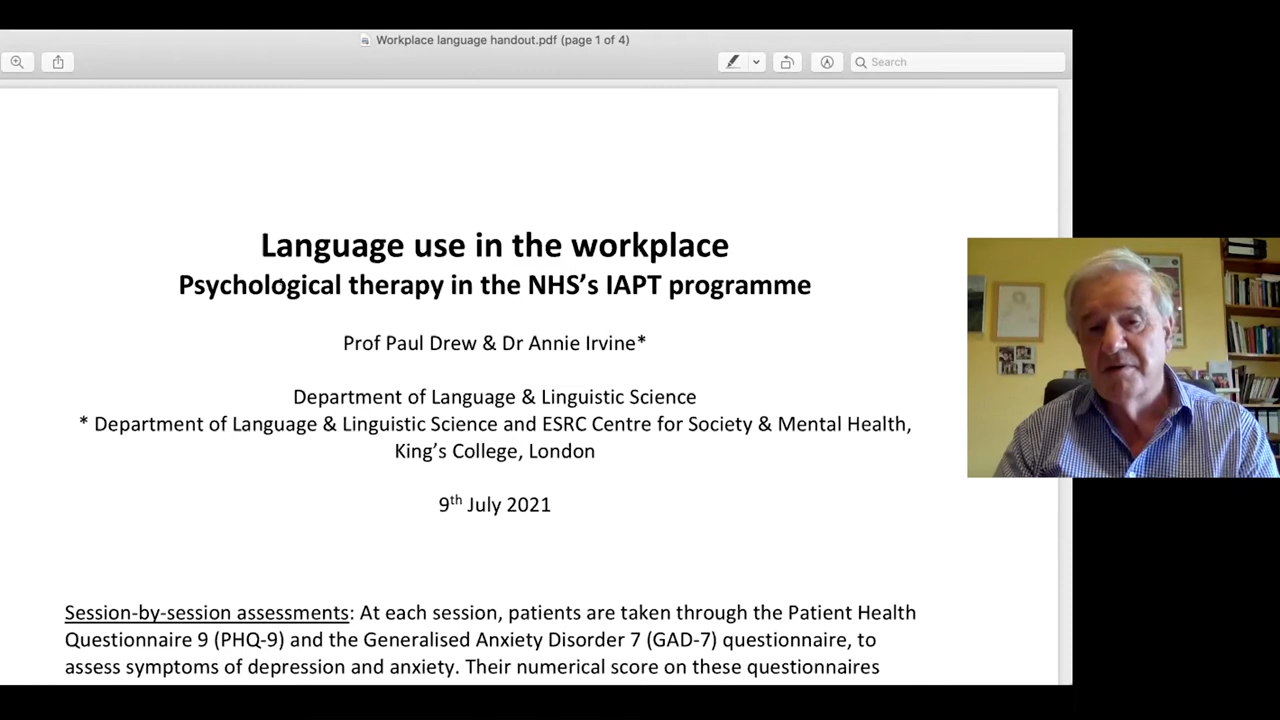 Workplace language handout.pdf (page 1 of 4)
Search
Language use in the workplace
Psychological therapy in the NHS’s IAPT programme
Prof Paul Drew & Dr Annie Irvine*
Department of Language & Linguistic Science
* Department of Language & Linguistic Science and ESRC Centre for Society & Mental Health,
King’s College, London
9th July 2021
Session-by-session assessments: At each session, patients are taken through the Patient Health
Questionnaire 9 (PHQ-9) and the Generalised Anxiety Disorder 7 (GAD-7) questionnaire, to
assess symptoms of depression and anxiety. Their numerical score on these questionnaires